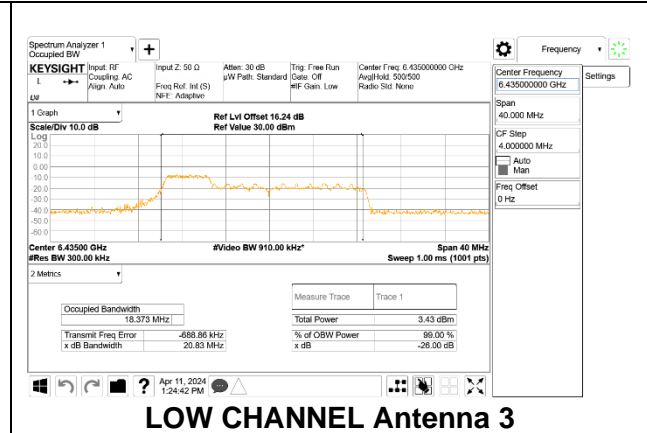 Spectrum Analyzer 1
Occupied BW
Frequency
Settings
KEYSIGHT
Input: RF
Coupling: AC
Align: Auto
Input Z: 50 Ω
Freq Ref: Int (S)
NFE: Adaptive
Atten: 30 dB
µW Path: Standard
Trig: Free Run
Gate: Off
#IF Gain: Low
Center Freq: 6.435000000 GHz
Avg|Hold: 500/500
Radio Std: None
Center Frequency
6.435000000 GHz
Span
40.000 MHz
CF Step
4.000000 MHz
Auto
Man
Freq Offset
0 Hz
1 Graph
Scale/Div 10.0 dB
Ref Lvl Offset 16.24 dB
Ref Value 30.00 dBm
Log
20.0
10.0
0.00
-10.0
-20.0
-30.0
-40.0
-50.0
-60.0
Center 6.43500 GHz
#Res BW 300.00 kHz
#Video BW 910.00 kHz*
Span 40 MHz
Sweep 1.00 ms (1001 pts)
2 Metrics
Measure Trace Trace 1
Occupied Bandwidth
18.373 MHz
Total Power 3.43 dBm
Transmit Freq Error -688.86 kHz
% of OBW Power 99.00 %
x dB Bandwidth 20.83 MHz
x dB -26.00 dB
Apr 11, 2024
1:24:42 PM
LOW CHANNEL Antenna 3